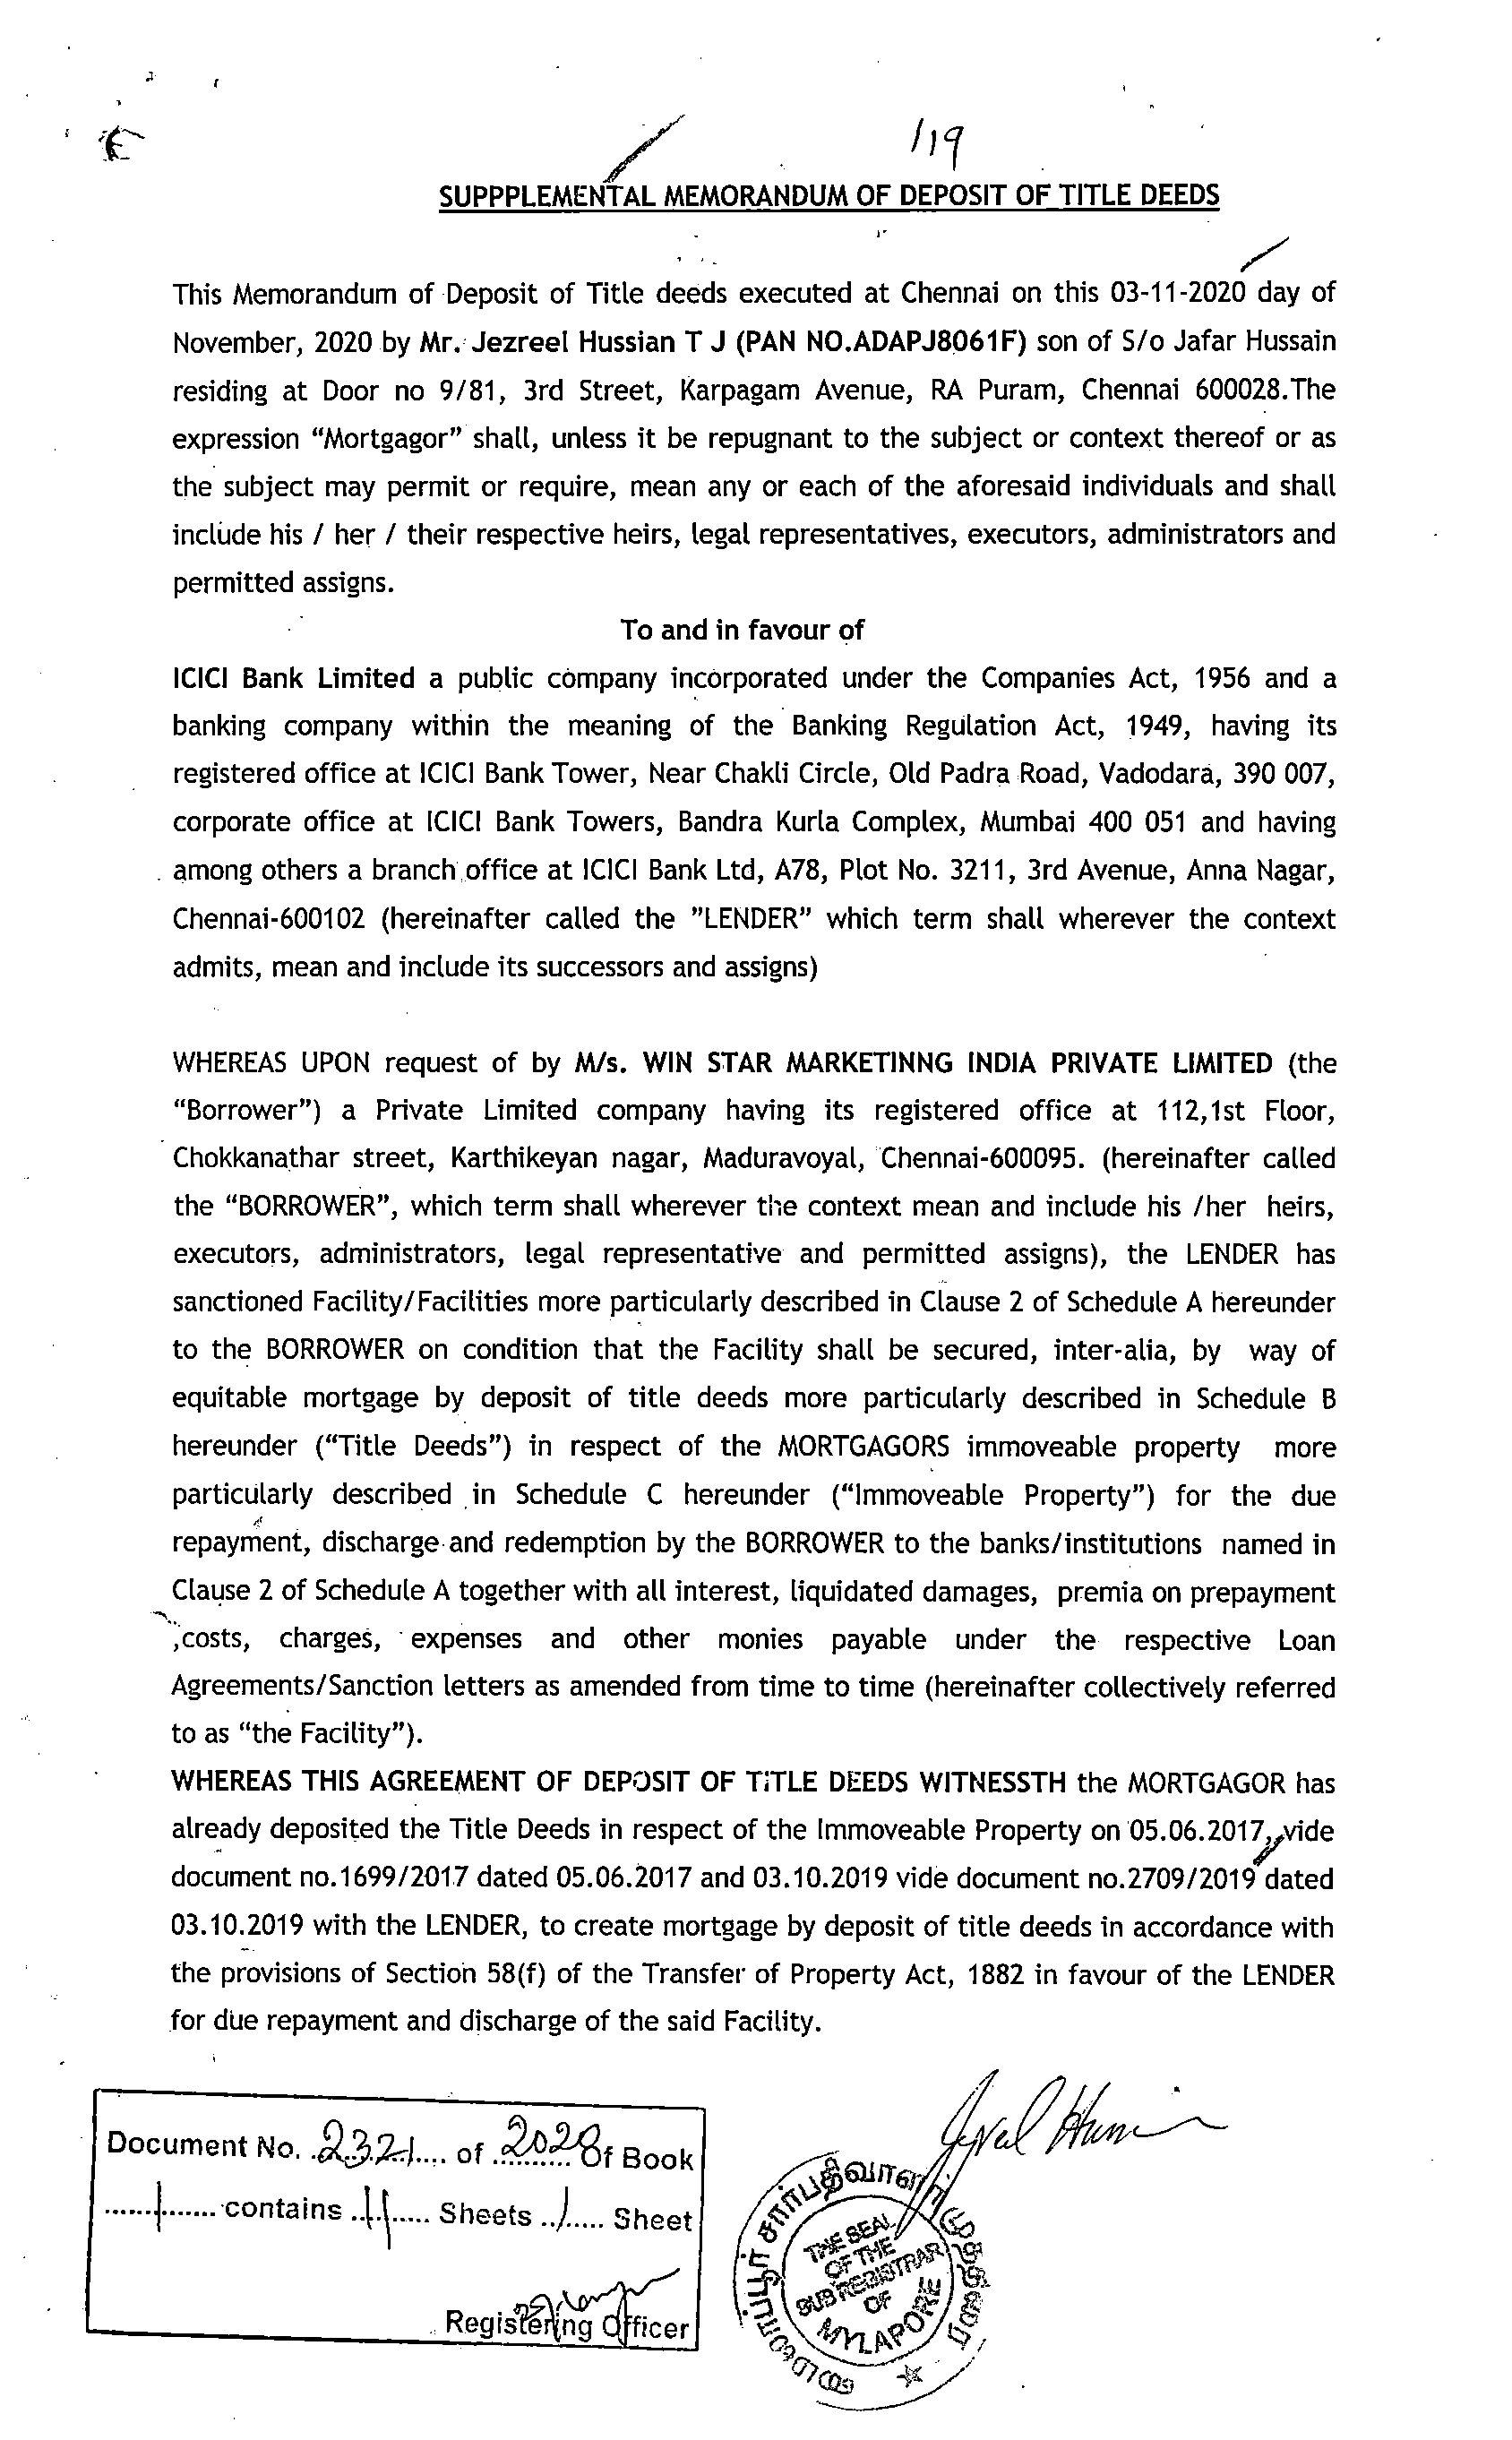 119
SUPPPLEMENTAL MEMORANDUM OF DEPOSIT OF TITLE DEEDS
This Memorandum of Deposit of Title deeds executed at Chennai on this 03-11-2020 day of
November, 2020 by Mr. Jezreel Hussian T J (PAN NO.ADAPJ8061F) son of S/o Jafar Hussain
residing at Door no 9/81, 3rd Street, Karpagam Avenue, RA Puram, Chennai 600028.The
expression “Mortgagor” shall, unless it be repugnant to the subject or context thereof or as
the subject may permit or require, mean any or each of the aforesaid individuals and shall
include his / her / their respective heirs, legal representatives, executors, administrators and
permitted assigns.
To and in favour of
ICICI Bank Limited a public company incorporated under the Companies Act, 1956 and a
banking company within the meaning of the Banking Regulation Act, 1949, having its
registered office at ICICI Bank Tower, Near Chakli Circle, Old Padra Road, Vadodara, 390 007,
corporate office at ICICI Bank Towers, Bandra Kurla Complex, Mumbai 400 051 and having
among others a branch office at ICICI Bank Ltd, A78, Plot No. 3211, 3rd Avenue, Anna Nagar,
Chennai-600102 (hereinafter called the ”LENDER” which term shall wherever the context
admits, mean and include its successors and assigns)
WHEREAS UPON request of by M/s. WIN STAR MARKETINNG INDIA PRIVATE LIMITED (the
“Borrower”) a Private Limited company having its registered office at 112,1st Floor,
Chokkanathar street, Karthikeyan nagar, Maduravoyal, Chennai-600095. (hereinafter called
the “BORROWER”, which term shall wherever the context mean and include his /her heirs,
executors, administrators, legal representative and permitted assigns), the LENDER has
sanctioned Facility/Facilities more particularly described in Clause 2 of Schedule A hereunder
to the BORROWER on condition that the Facility shall be secured, inter-alia, by way of
equitable mortgage by deposit of title deeds more particularly described in Schedule B
hereunder (“Title Deeds”) in respect of the MORTGAGORS immoveable property more
particularly described in Schedule C hereunder (“Immoveable Property”) for the due
repayment, discharge and redemption by the BORROWER to the banks/institutions named in
Clause 2 of Schedule A together with all interest, liquidated damages, premia on prepayment
,costs, charges, expenses and other monies payable under the respective Loan
Agreements/Sanction letters as amended from time to time (hereinafter collectively referred
to as “the Facility”).
WHEREAS THIS AGREEMENT OF DEPOSIT OF TITLE DEEDS WITNESSTH the MORTGAGOR has
already deposited the Title Deeds in respect of the Immoveable Property on 05.06.2017, vide
document no.1699/2017 dated 05.06.2017 and 03.10.2019 vide document no.2709/2019 dated
03.10.2019 with the LENDER, to create mortgage by deposit of title deeds in accordance with
the provisions of Section 58(f) of the Transfer of Property Act, 1882 in favour of the LENDER
for due repayment and discharge of the said Facility.
Document No. 2321 of 2020 of Book
1 contains 11 Sheets 1 Sheet
Registering Officer
THE SEAL
OF THE
SUB REGISTRAR
OF
MYLAPORE